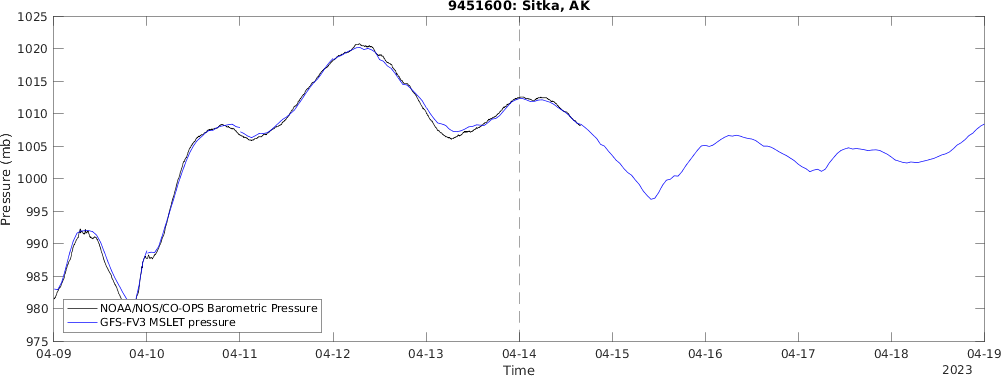 9451600: Sitka, AK
Pressure (mb)
1025
1020
1015
1010
1005
1000
995
990
985
980
975
NOAA/NOS/CO-OPS Barometric Pressure
GFS-FV3 MSLET pressure
04-09 04-10 04-11 04-12 04-13 04-14 04-15 04-16 04-17 04-18 04-19
Time
2023